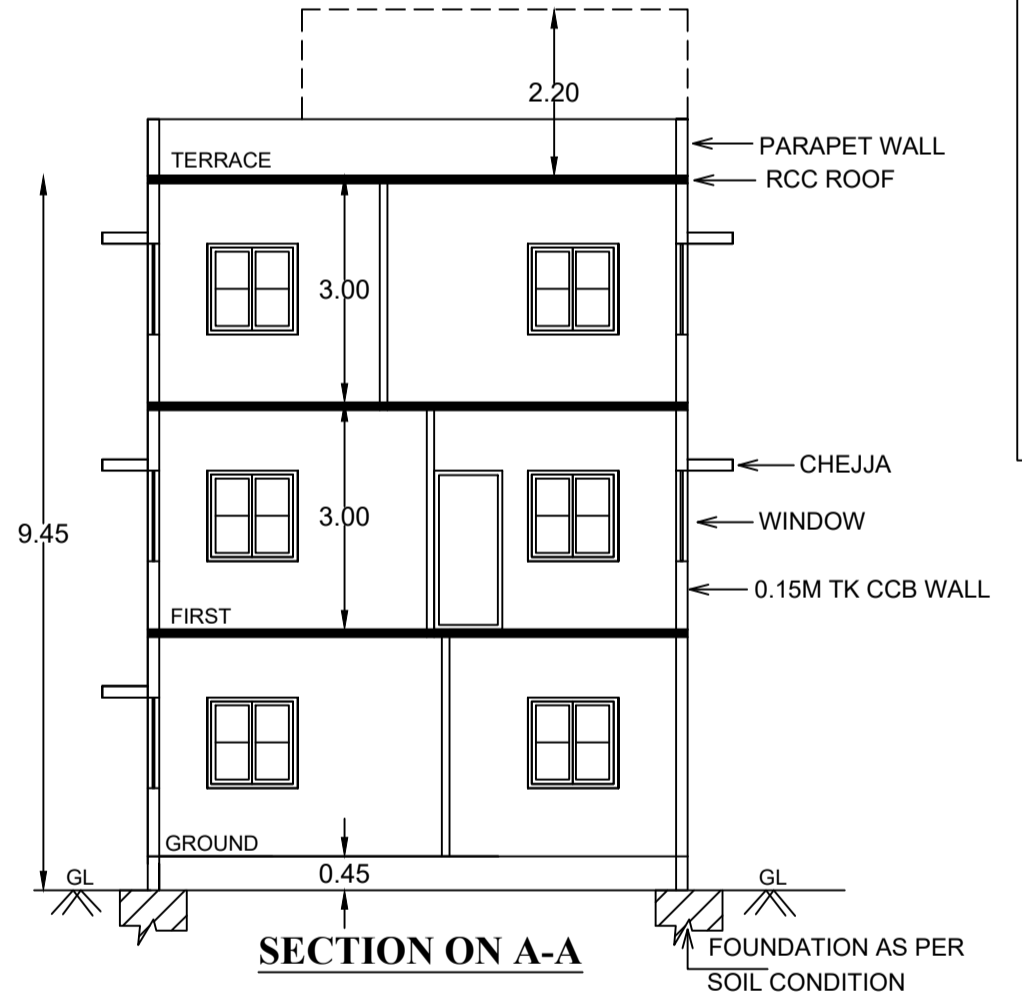 2.20
PARAPET WALL
TERRACE
RCC ROOF
3.00
CHEJJA
3.00
WINDOW
9.45
0.15M TK CCB WALL
FIRST
GROUND
0.45
GL
GL
SECTION ON A-A
FOUNDATION AS PER
SOIL CONDITION